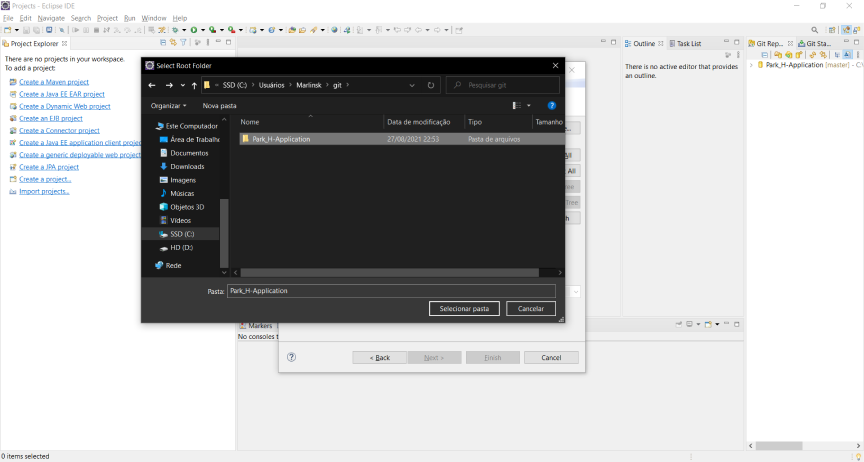 Projects - Eclipse IDE
File Edit Navigate Search Project Run Window Help
Project Explorer
There are no projects in your workspace.
To add a project:
Create a Maven project
Create a Java EE EAR project
Create a Dynamic Web project
Create an EJB project
Create a Connector project
Create a Java EE application client project
Create a generic deployable web project
Create a JPA project
Create a project...
Import projects...
Select Root Folder
SSD (C:) > Usuários > Marlinsk > git >
Pesquisar git
Organizar
Nova pasta
Este Computador
Área de Trabalho
Documentos
Downloads
Imagens
Músicas
Objetos 3D
Vídeos
SSD (C:)
HD (D:)
Rede
Nome Data de modificação Tipo Tamanho
Park_H-Application 27/08/2021 22:53 Pasta de arquivos
Pasta: Park_H-Application
Selecionar pasta Cancelar
All
All
Markers
No consoles t
< Back Next > Finish Cancel
Outline Task List
There is no active editor that provides
an outline.
Git Rep... Git Sta...
> Park_H-Application [master] - C:\
0 items selected